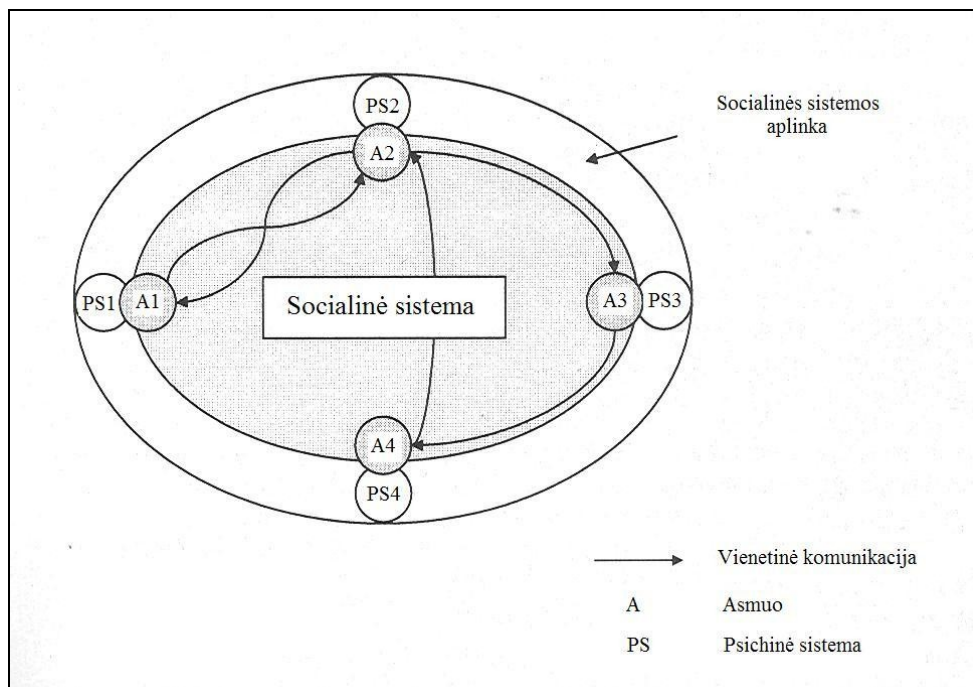 PS2
Socialinės sistemos
aplinka
A2
PS1
A1
A3
PS3
Socialinė sistema
A4
PS4
Vienetinė komunikacija
A
Asmuo
PS
Psichinė sistema